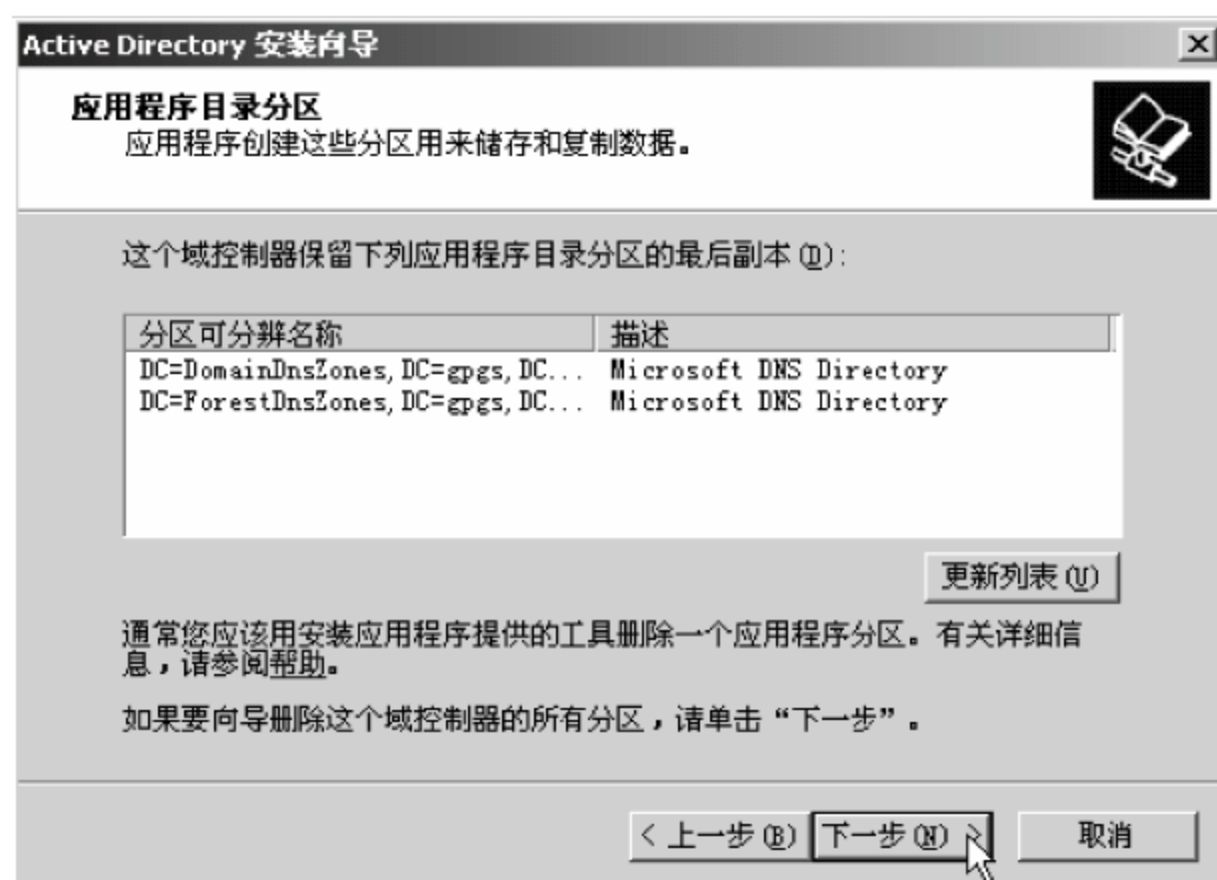 Active Directory 安装向导
应用程序目录分区
应用程序创建这些分区用来储存和复制数据。
这个域控制器保留下列应用程序目录分区的最后副本(D):
分区可分辨名称 描述
DC=DomainDnsZones,DC=gpgs,DC... Microsoft DNS Directory
DC=ForestDnsZones,DC=gpgs,DC... Microsoft DNS Directory
更新列表(U)
通常您应该用安装应用程序提供的工具删除一个应用程序分区。有关详细信
息，请参阅帮助。
如果要向导删除这个域控制器的所有分区，请单击“下一步”。
< 上一步(B) 下一步(N) > 取消